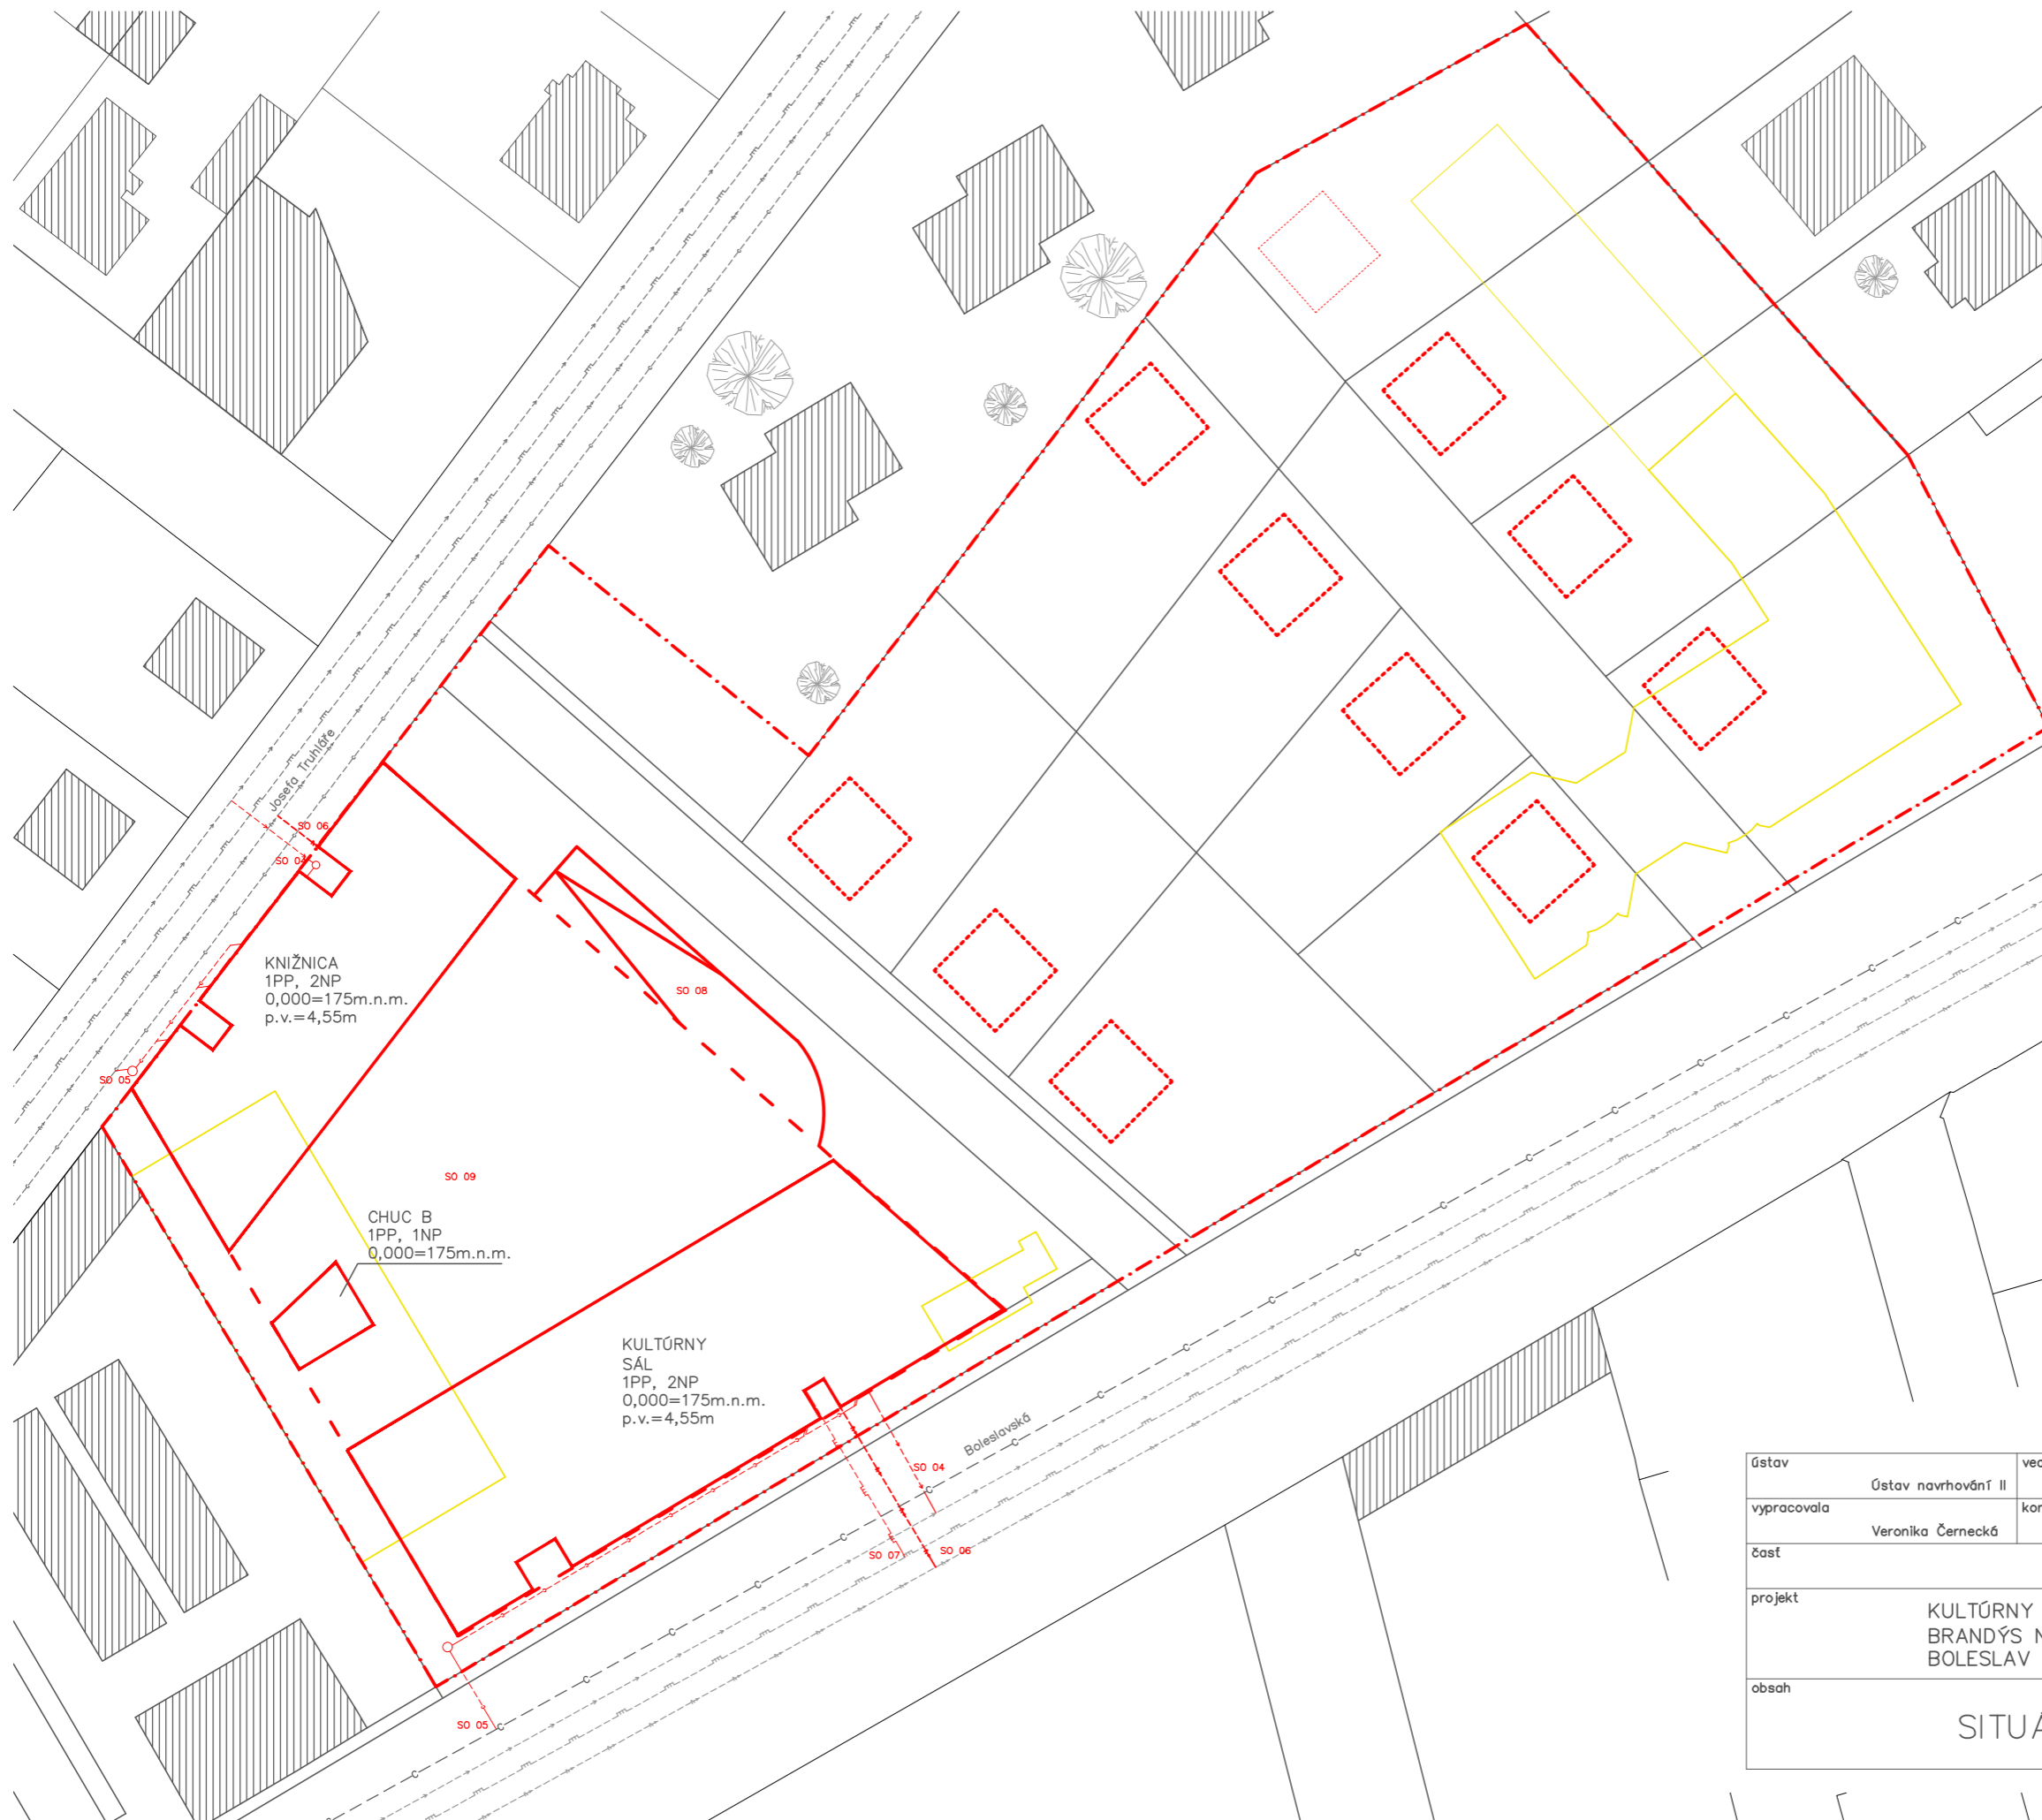 Josefa Truhláře
SO 06
SO 04
KNIŽNICA
1PP, 2NP
0,000=175m.n.m.
p.v.=4,55m
SO 08
SO 05
SO 09
CHUC B
1PP, 1NP
0,000=175m.n.m.
KULTÚRNY
SÁL
1PP, 2NP
0,000=175m.n.m.
p.v.=4,55m
Boleslavská
SO 04
SO 07
SO 06
SO 05
ústav
Ústav navrhování II
vypracovala
Veronika Černecká
časť
projekt
KULTÚRNY
BRANDÝS
BOLESLAV
obsah